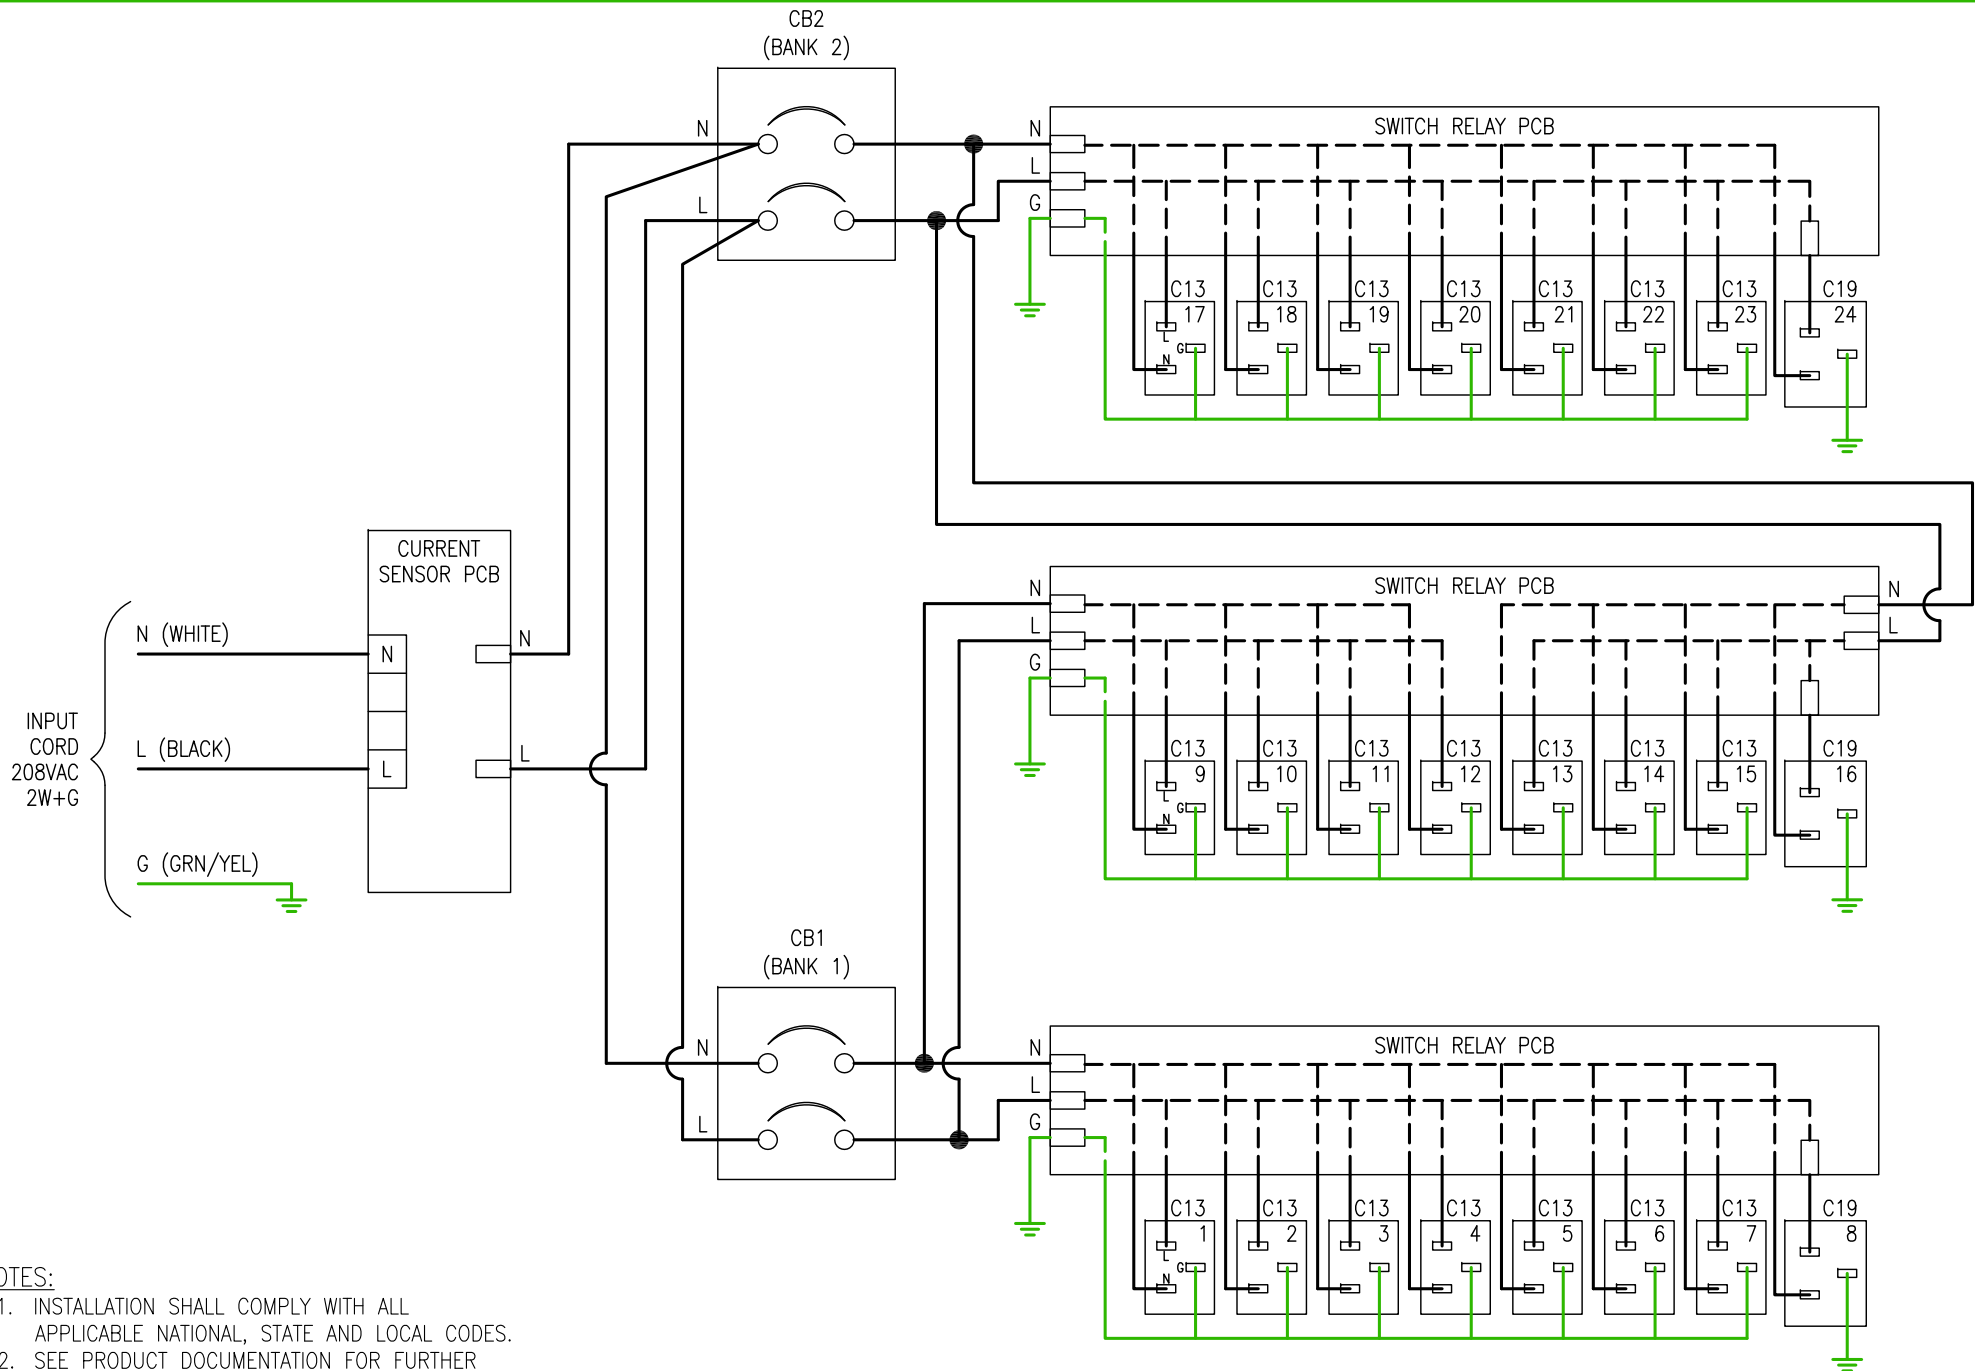 CB2
(BANK 2)
N
L
N
L
G
SWITCH RELAY PCB
C13
17
L
G
N
C13
18
C13
19
C13
20
C13
21
C13
22
C13
23
C19
24
CURRENT
SENSOR PCB
N
L
N
L
INPUT
CORD
208VAC
2W+G
N (WHITE)
L (BLACK)
G (GRN/YEL)
N
L
G
SWITCH RELAY PCB
N
L
C13
9
L
G
N
C13
10
C13
11
C13
12
C13
13
C13
14
C13
15
C19
16
CB1
(BANK 1)
N
L
N
L
G
SWITCH RELAY PCB
C13
1
L
G
N
C13
2
C13
3
C13
4
C13
5
C13
6
C13
7
C19
8
OTES:
1. INSTALLATION SHALL COMPLY WITH ALL
APPLICABLE NATIONAL, STATE AND LOCAL CODES.
2. SEE PRODUCT DOCUMENTATION FOR FURTHER